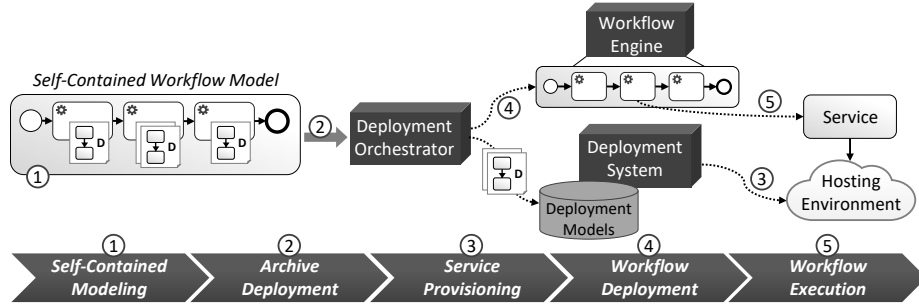 Self-Contained Workflow Model
D
D
D
1
2
Deployment
Orchestrator
4
D
Workflow
Engine
5
Service
Deployment
System
3
Deployment
Models
Hosting
Environment
1
Self-Contained
Modeling
2
Archive
Deployment
3
Service
Provisioning
4
Workflow
Deployment
5
Workflow
Execution